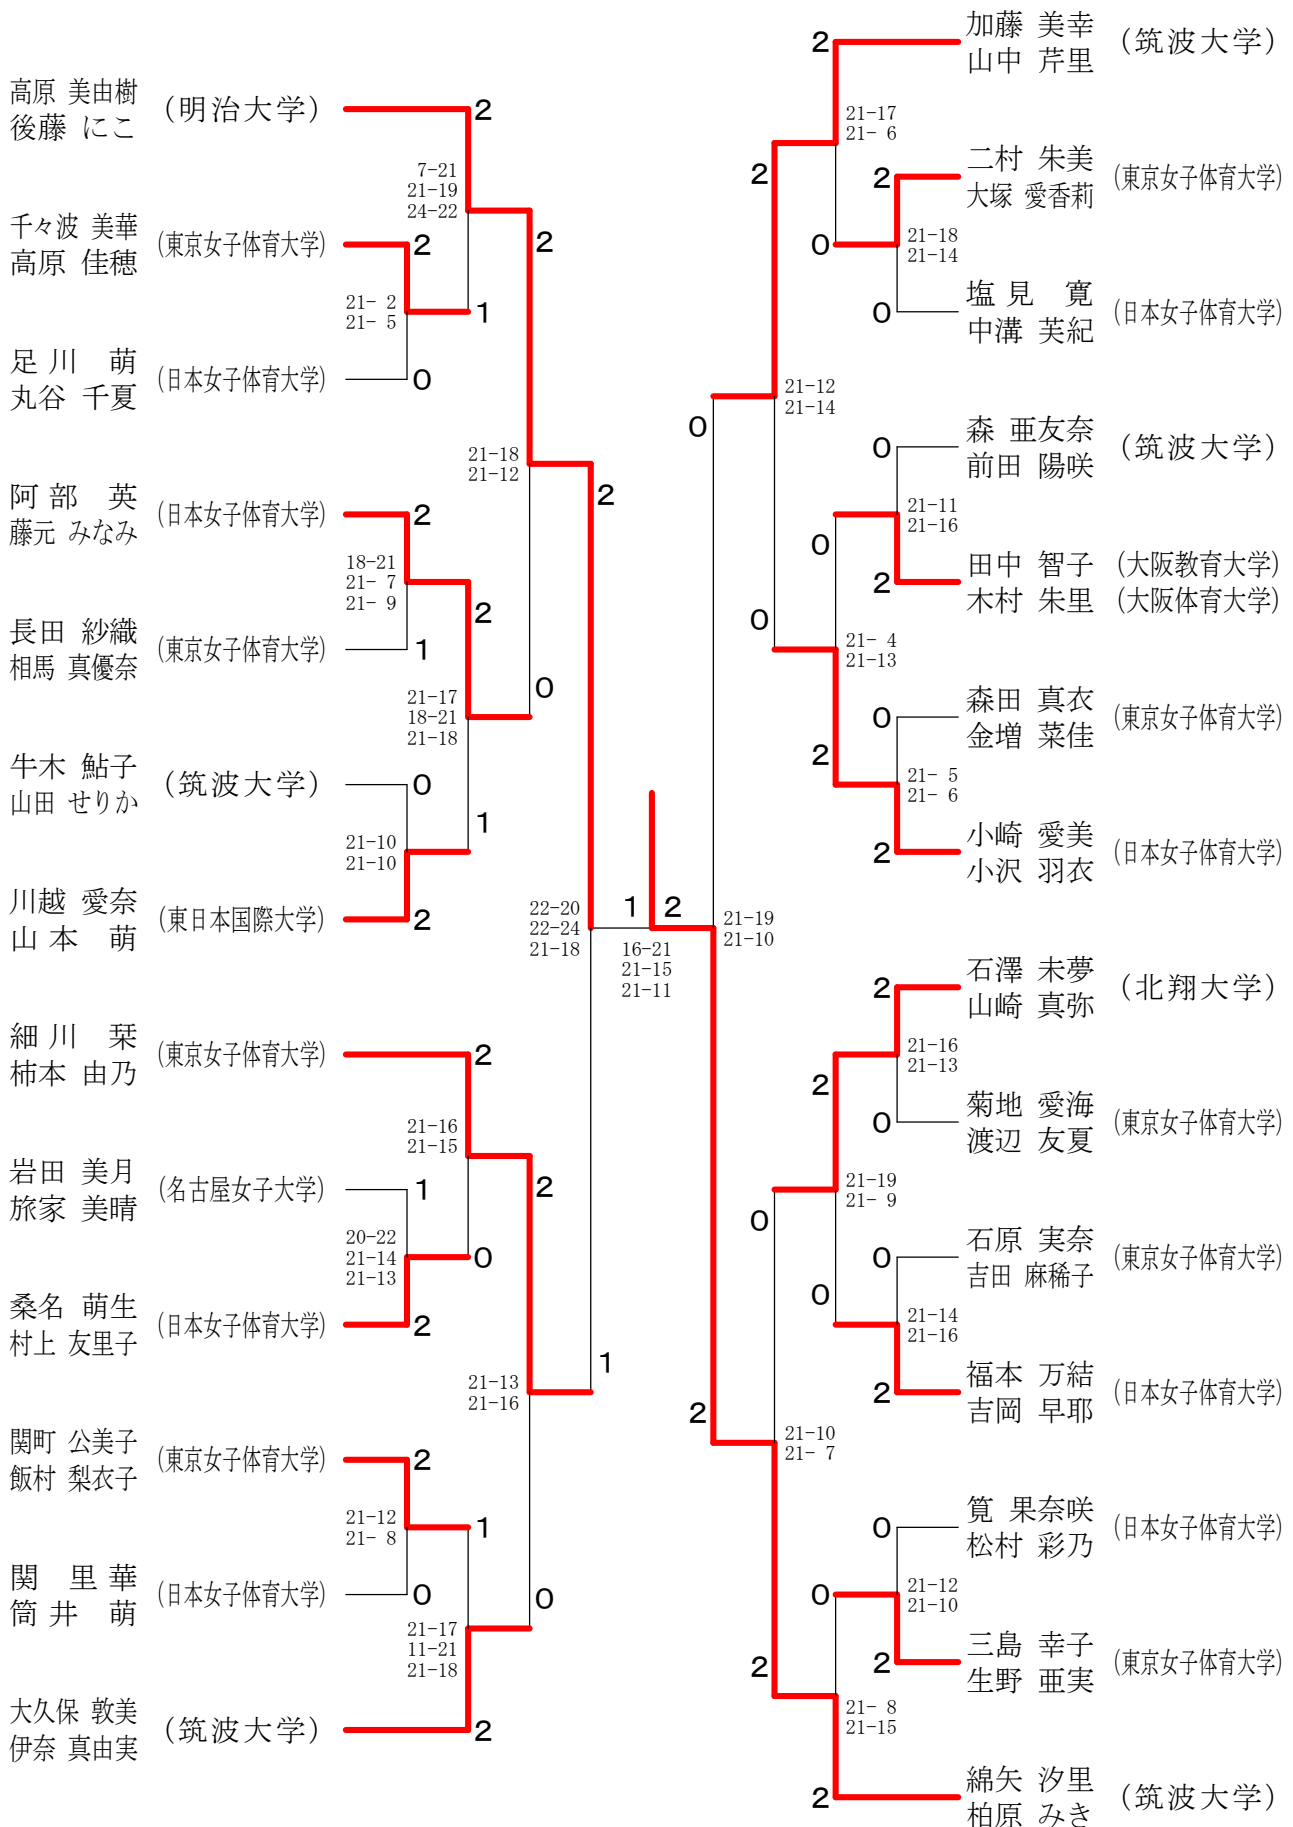 高原 美由樹
後藤 にこ
(明治大学)
2
7-21
21-19
24-22
千々波 美華
高原 佳穂
(東京女子体育大学)
2
2
21- 2
21- 5
1
足川 萌
丸谷 千夏
(日本女子体育大学)
0
21-18
21-12
2
阿部 英
藤元 みなみ
(日本女子体育大学)
2
18-21
21- 7
21- 9
2
長田 紗織
相馬 真優奈
(東京女子体育大学)
1
21-17
18-21
21-18
0
牛木 鮎子
山田 せりか
(筑波大学)
0
21-10
21-10
1
川越 愛奈
山本 萌
(東日本国際大学)
2
22-20
22-24
21-18
1
2
16-21
21-15
21-11
細川 栞
柿本 由乃
(東京女子体育大学)
2
21-16
21-15
岩田 美月
旅家 美晴
(名古屋女子大学)
1
2
20-22
21-14
21-13
0
桑名 萌生
村上 友里子
(日本女子体育大学)
2
21-13
21-16
1
関町 公美子
飯村 梨衣子
(東京女子体育大学)
2
21-12
21- 8
1
関 里華
筒井 萌
(日本女子体育大学)
0
0
21-17
11-21
21-18
大久保 敦美
伊奈 真由実
(筑波大学)
2
2
加藤 美幸
山中 芹里
(筑波大学)
21-17
21- 6
2
2
二村 朱美
大塚 愛香莉
(東京女子体育大学)
0
21-18
21-14
0
塩見 寛
中溝 芙紀
(日本女子体育大学)
21-12
21-14
0
0
森 亜友奈
前田 陽咲
(筑波大学)
21-11
21-16
0
2
田中 智子
(大阪教育大学)
木村 朱里
(大阪体育大学)
0
21- 4
21-13
0
森田 真衣
金増 菜佳
(東京女子体育大学)
2
21- 5
21- 6
2
小崎 愛美
小沢 羽衣
(日本女子体育大学)
21-19
21-10
2
石澤 未夢
山崎 真弥
(北翔大学)
21-16
21-13
2
0
菊地 愛海
渡辺 友夏
(東京女子体育大学)
21-19
21- 9
0
0
石原 実奈
吉田 麻稀子
(東京女子体育大学)
0
21-14
21-16
2
福本 万結
吉岡 早耶
(日本女子体育大学)
2
21-10
21- 7
0
筧 果奈咲
松村 彩乃
(日本女子体育大学)
0
21-12
21-10
2
2
三島 幸子
生野 亜実
(東京女子体育大学)
21- 8
21-15
2
綿矢 汐里
柏原 みき
(筑波大学)